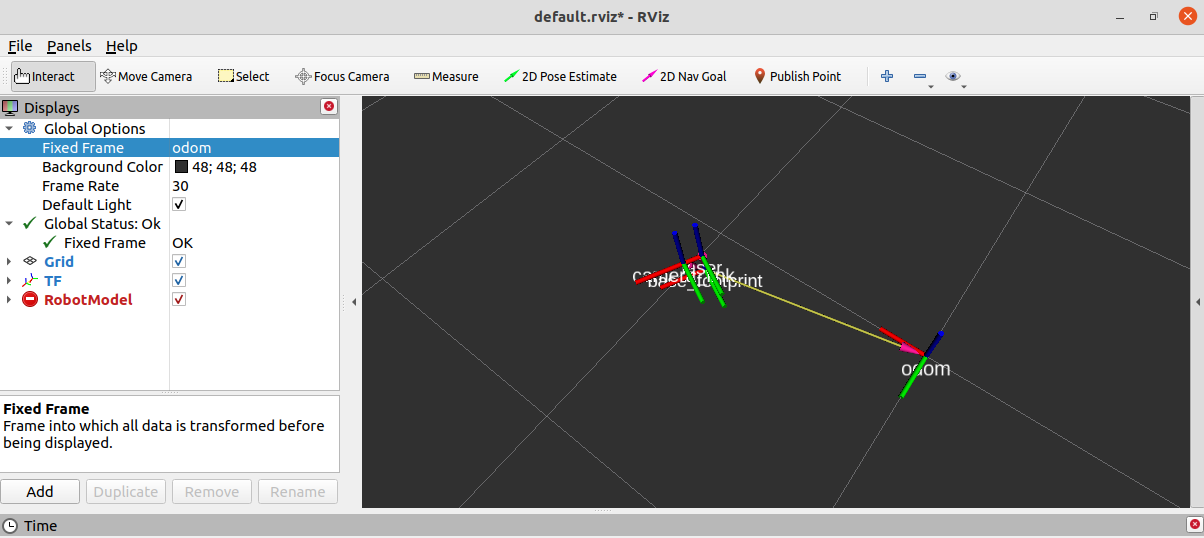 default.rviz* - RViz
File Panels Help
Interact Move Camera Select Focus Camera Measure 2D Pose Estimate 2D Nav Goal Publish Point
Displays
Global Options
Fixed Frame odom
Background Color 48; 48; 48
Frame Rate 30
Default Light
Global Status: Ok
Fixed Frame OK
Grid
TF
RobotModel
odom
Fixed Frame
Frame into which all data is transformed before
being displayed.
Add Duplicate Remove Rename
Time